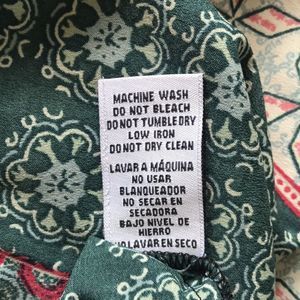 MACHINE WASH
DO NOT BLEACH
DO NOT TUMBLE DRY
LOW IRON
DO NOT DRY CLEAN
LAVAR A MÁQUINA
NO USAR
BLANQUEADOR
NO SECAR EN
SECADORA
BAJO NIVEL DE
HIERRO
NO LAVAR EN SECO